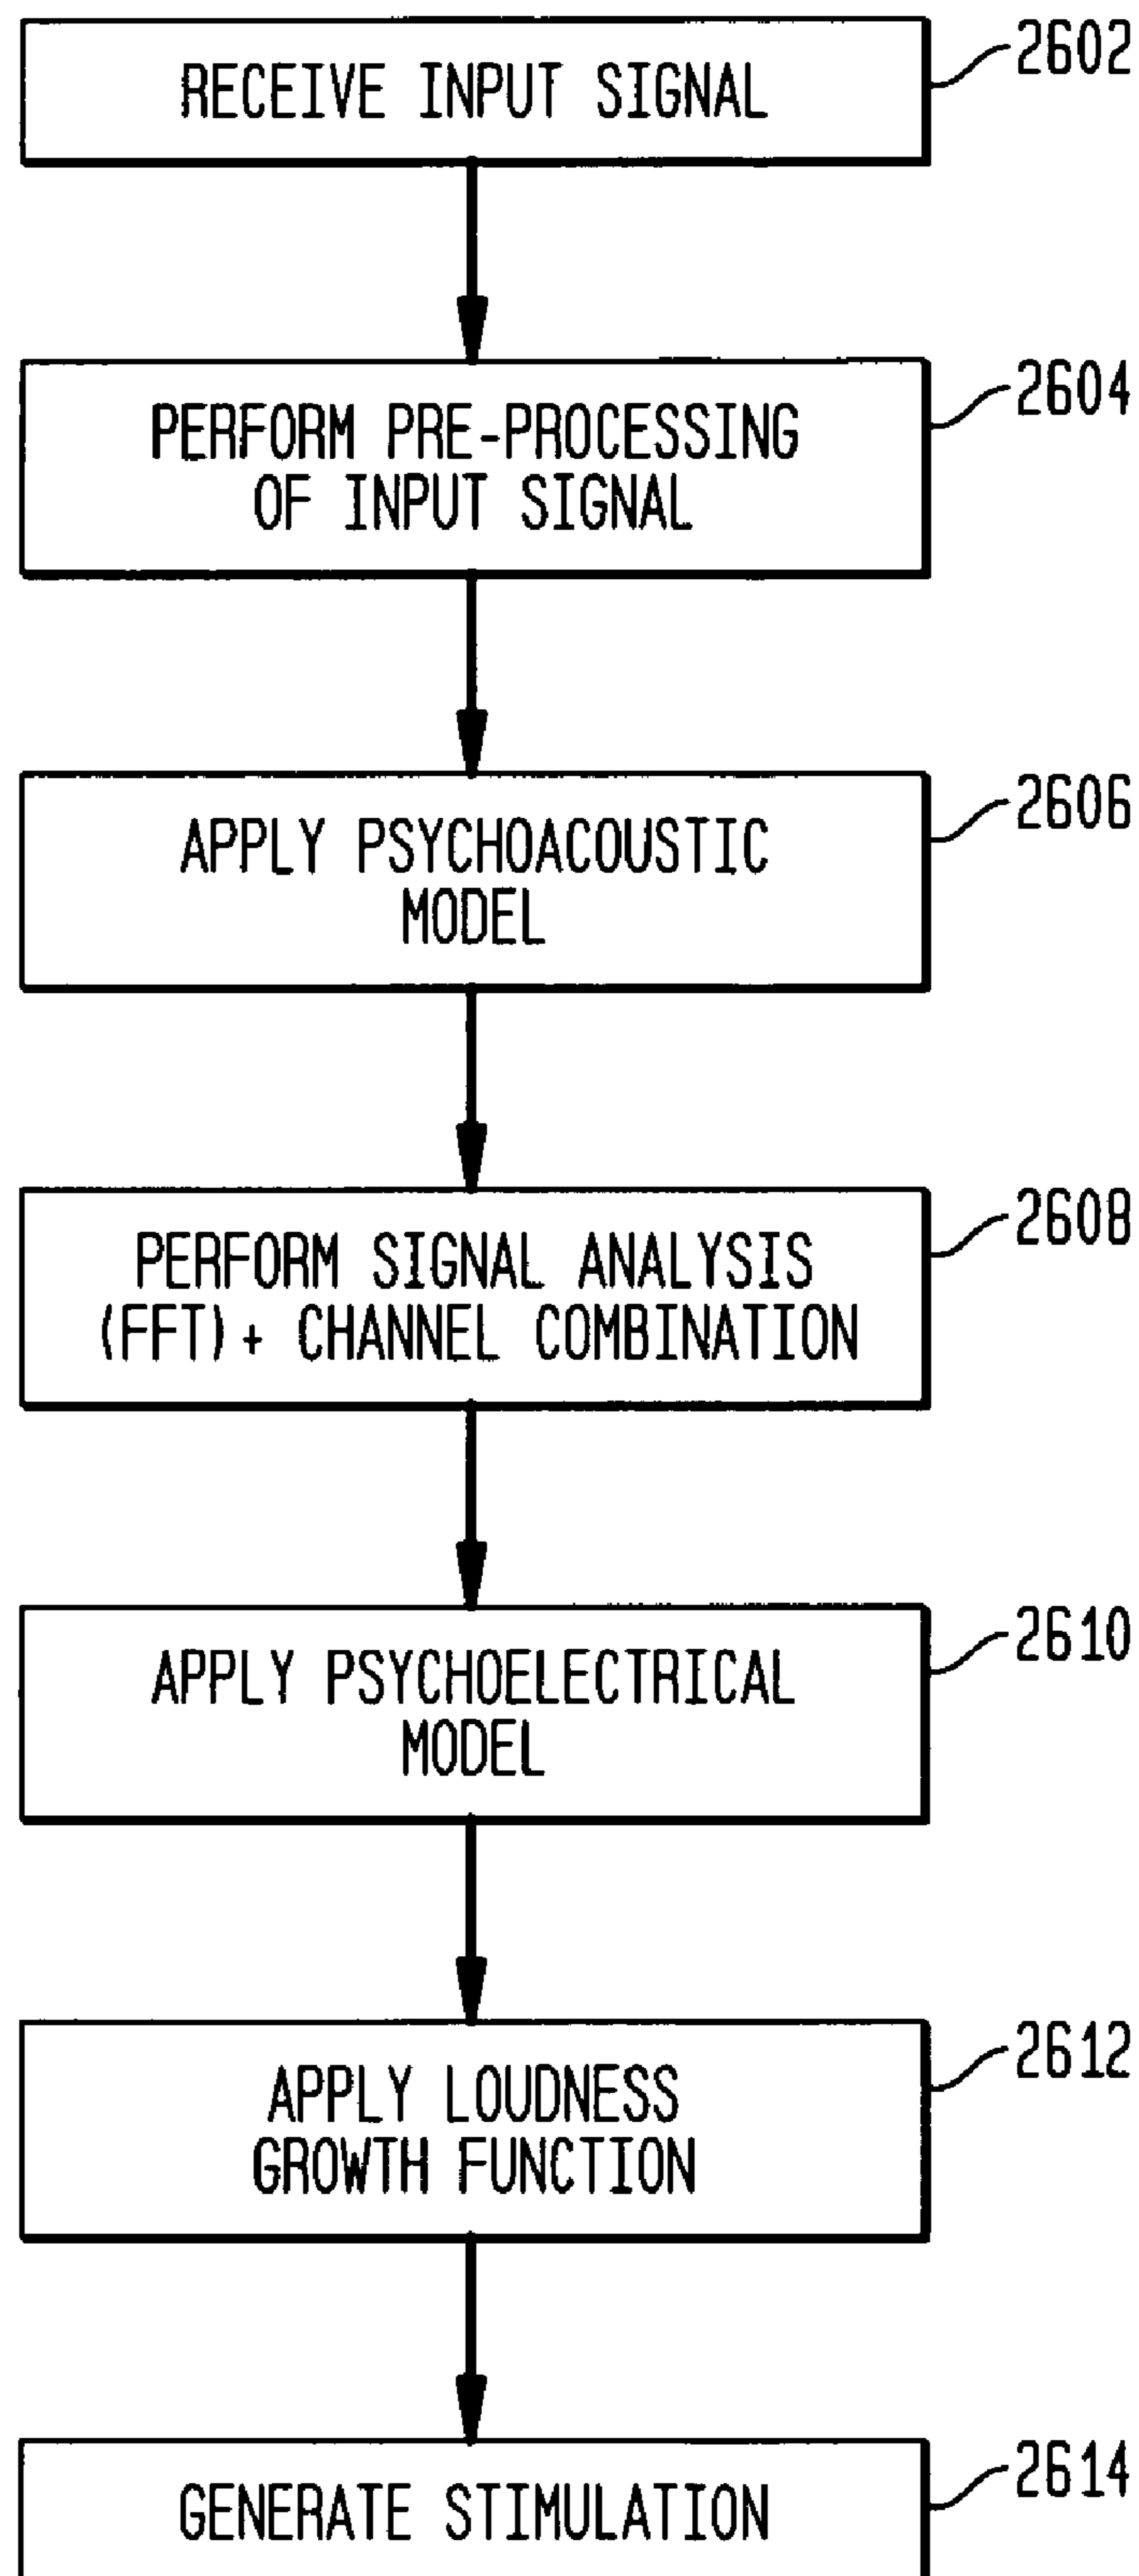 RECEIVE INPUT SIGNAL
2602
PERFORM PRE-PROCESSING
OF INPUT SIGNAL
2604
APPLY PSYCHOACOUSTIC
MODEL
2606
PERFORM SIGNAL ANALYSIS
(FFT)+ CHANNEL COMBINATION
2608
APPLY PSYCHOELECTRICAL
MODEL
2610
APPLY LOUDNESS
GROWTH FUNCTION
2612
GENERATE STIMULATION
2614